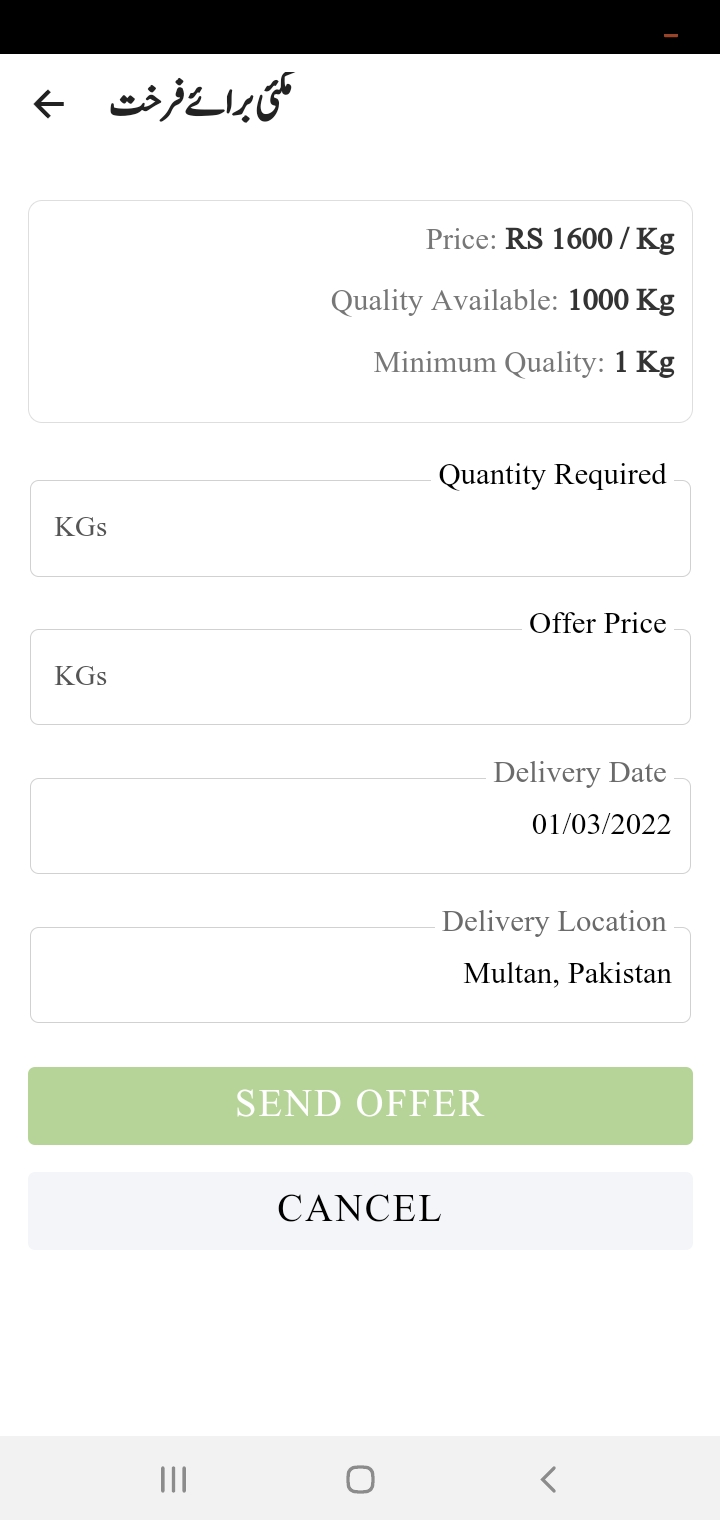 مکئی برائے فرخت
Price: RS 1600 / Kg
Quality Available: 1000 Kg
Minimum Quality: 1 Kg
Quantity Required
KGs
Offer Price
KGs
Delivery Date
01/03/2022
Delivery Location
Multan, Pakistan
SEND OFFER
CANCEL